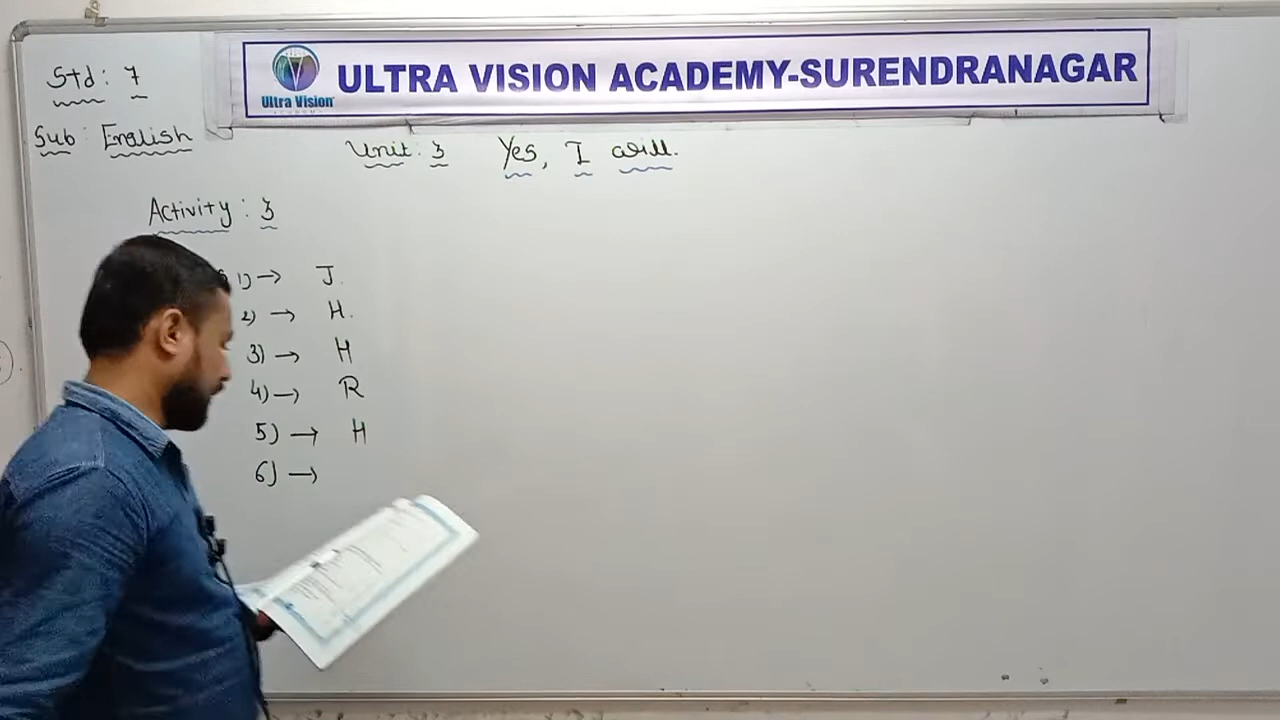 Std: 7
ULTRA VISION ACADEMY-SURENDRANAGAR
Ultra Vision
ACADEMY
Sub: English
Unit: 3 Yes, I will.
Activity: 3
1) → J.
2) → H.
3) → H
4) → R
5) → H
6) →